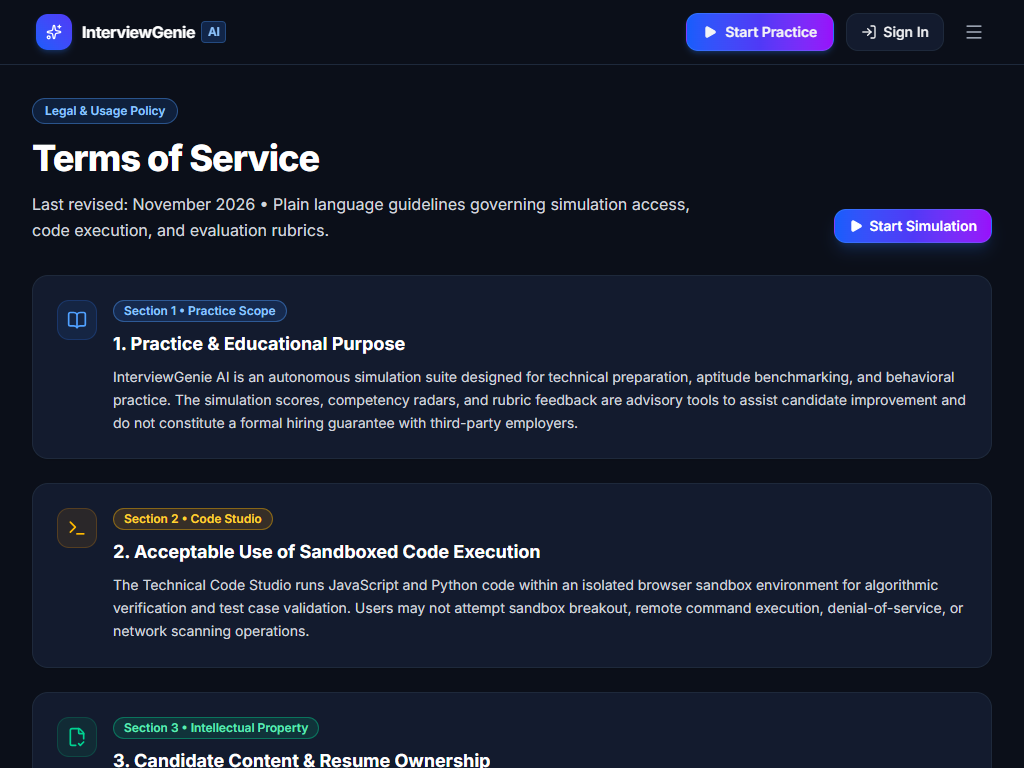 InterviewGenie AI
Start Practice
Sign In
Legal & Usage Policy
Terms of Service
Last revised: November 2026 • Plain language guidelines governing simulation access,
code execution, and evaluation rubrics.
Start Simulation
Section 1 • Practice Scope
1. Practice & Educational Purpose
InterviewGenie AI is an autonomous simulation suite designed for technical preparation, aptitude benchmarking, and behavioral
practice. The simulation scores, competency radars, and rubric feedback are advisory tools to assist candidate improvement and
do not constitute a formal hiring guarantee with third-party employers.
Section 2 • Code Studio
2. Acceptable Use of Sandboxed Code Execution
The Technical Code Studio runs JavaScript and Python code within an isolated browser sandbox environment for algorithmic
verification and test case validation. Users may not attempt sandbox breakout, remote command execution, denial-of-service, or
network scanning operations.
Section 3 • Intellectual Property
3. Candidate Content & Resume Ownership